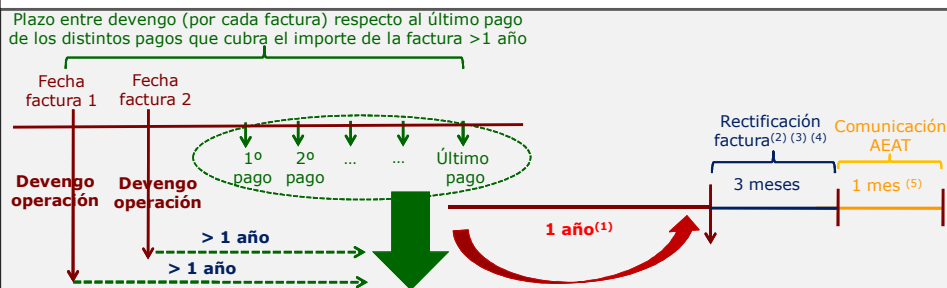 Plazo entre devengo (por cada factura) respecto al último pago
de los distintos pagos que cubra el importe de la factura >1 año
Fecha
factura 1
Fecha
factura 2
Rectificación
factura(2) (3) (4)
Comunicación
AEAT
1º
pago
2º
pago
...
...
Último
pago
Devengo
operación
Devengo
operación
3 meses
1 mes (5)
1 año(1)
> 1 año
> 1 año